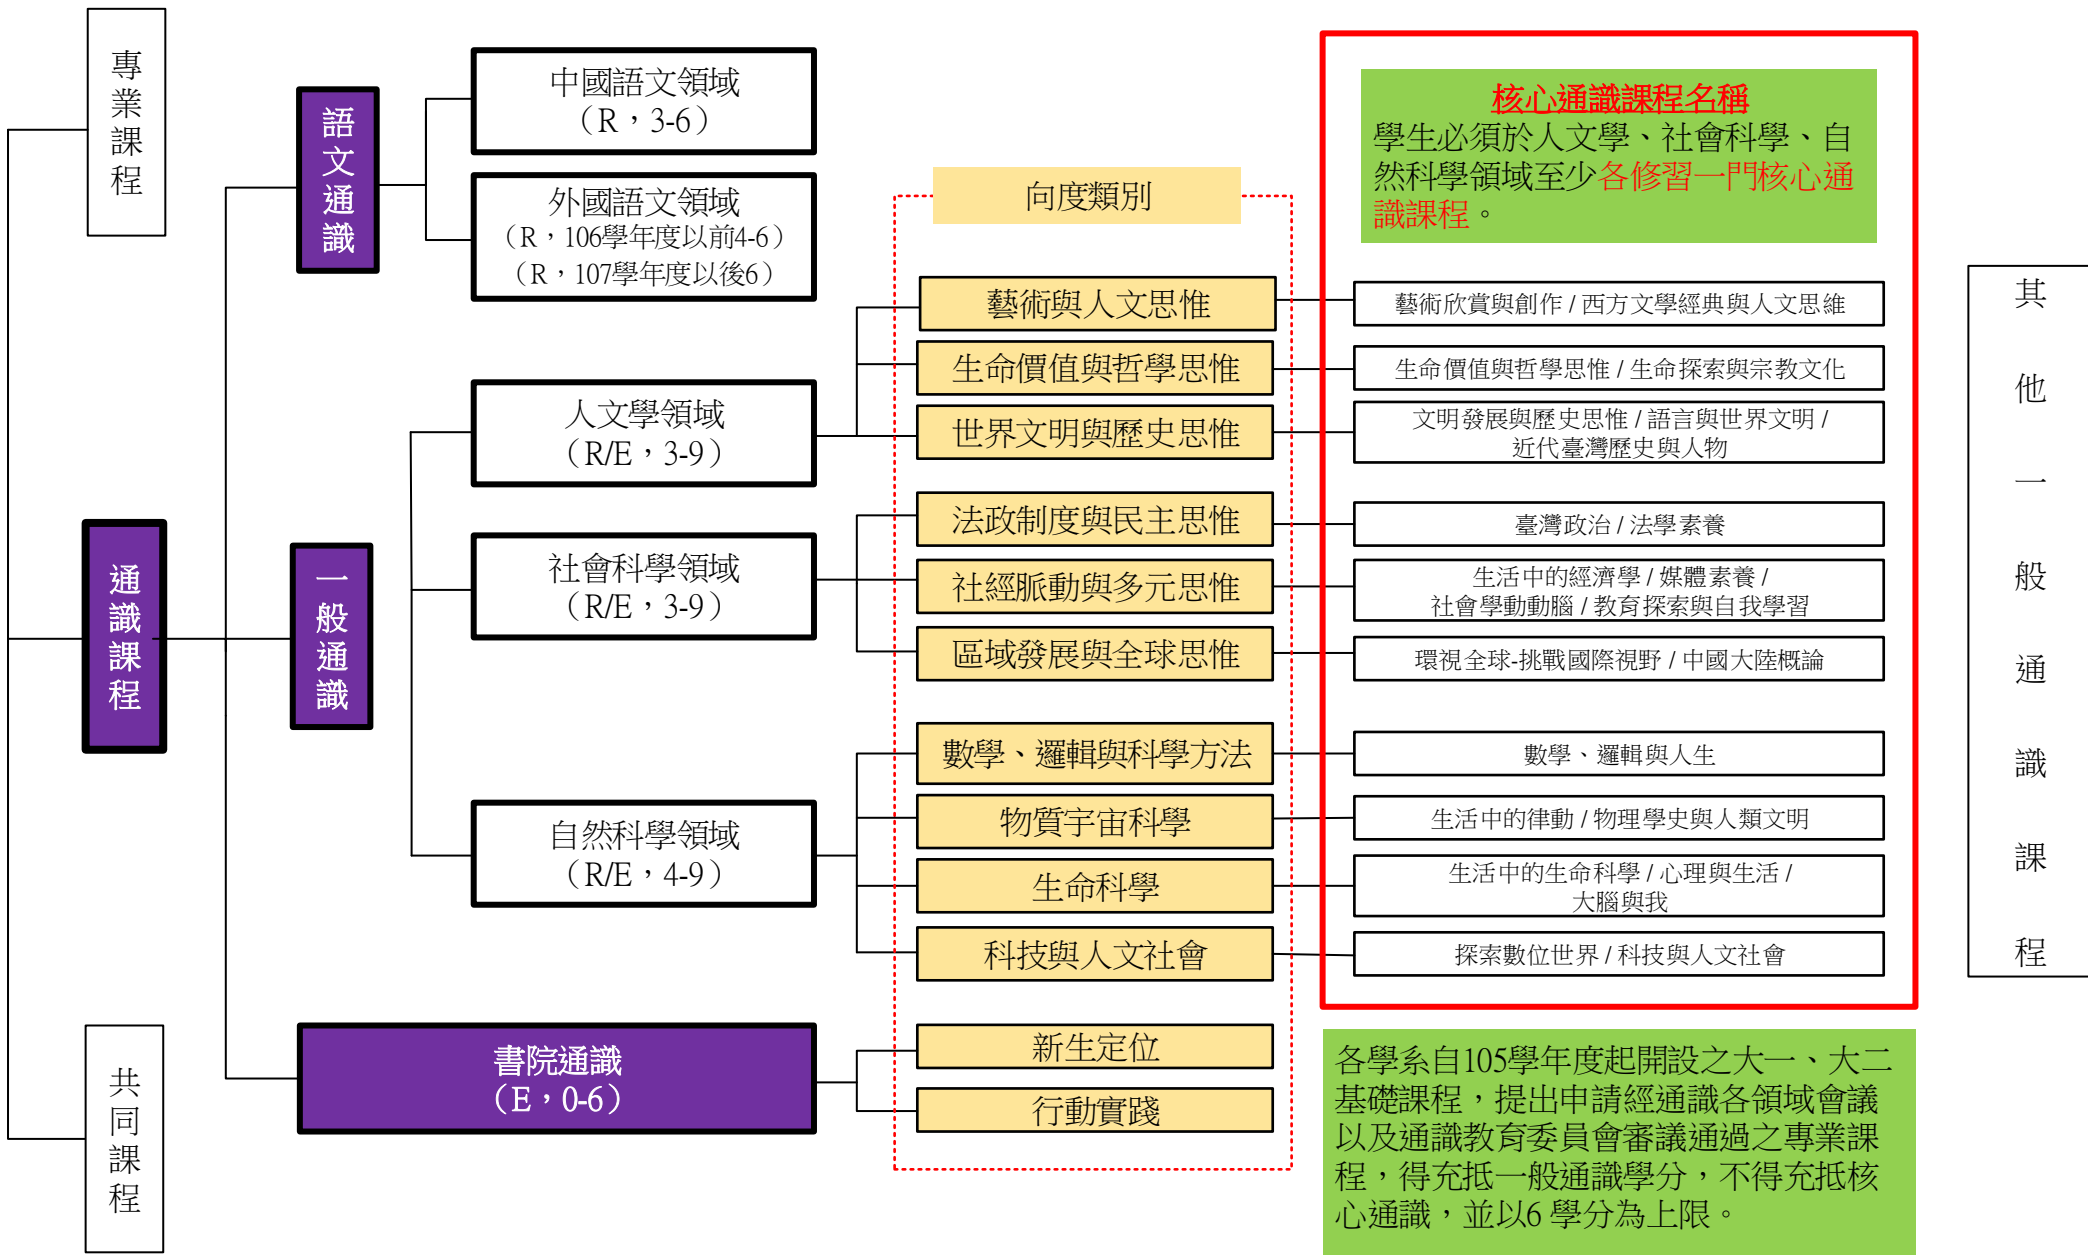 專業課程
通識課程
共同課程
語文通識
一般通識
書院通識
（E，0-6）
中國語文領域
（R，3-6）
外國語文領域
（R，106學年度以前4-6）
（R，107學年度以後6）
人文學領域
（R/E，3-9）
社會科學領域
（R/E，3-9）
自然科學領域
（R/E，4-9）
向度類別
藝術與人文思惟
生命價值與哲學思惟
世界文明與歷史思惟
法政制度與民主思惟
社經脈動與多元思惟
區域發展與全球思惟
數學、邏輯與科學方法
物質宇宙科學
生命科學
科技與人文社會
新生定位
行動實踐
核心通識課程名稱
學生必須於人文學、社會科學、自
然科學領域至少各修習一門核心通
識課程。
藝術欣賞與創作 / 西方文學經典與人文思維
生命價值與哲學思惟 / 生命探索與宗教文化
文明發展與歷史思惟 / 語言與世界文明 /
近代臺灣歷史與人物
臺灣政治 / 法學素養
生活中的經濟學 / 媒體素養 /
社會學動動腦 / 教育探索與自我學習
環視全球-挑戰國際視野 / 中國大陸概論
數學、邏輯與人生
生活中的律動 / 物理學史與人類文明
生活中的生命科學 / 心理與生活 /
大腦與我
探索數位世界 / 科技與人文社會
各學系自105學年度起開設之大一、大二
基礎課程，提出申請經通識各領域會議
以及通識教育委員會審議通過之專業課
程，得充抵一般通識學分，不得充抵核
心通識，並以6 學分為上限。
其他一般通識課程